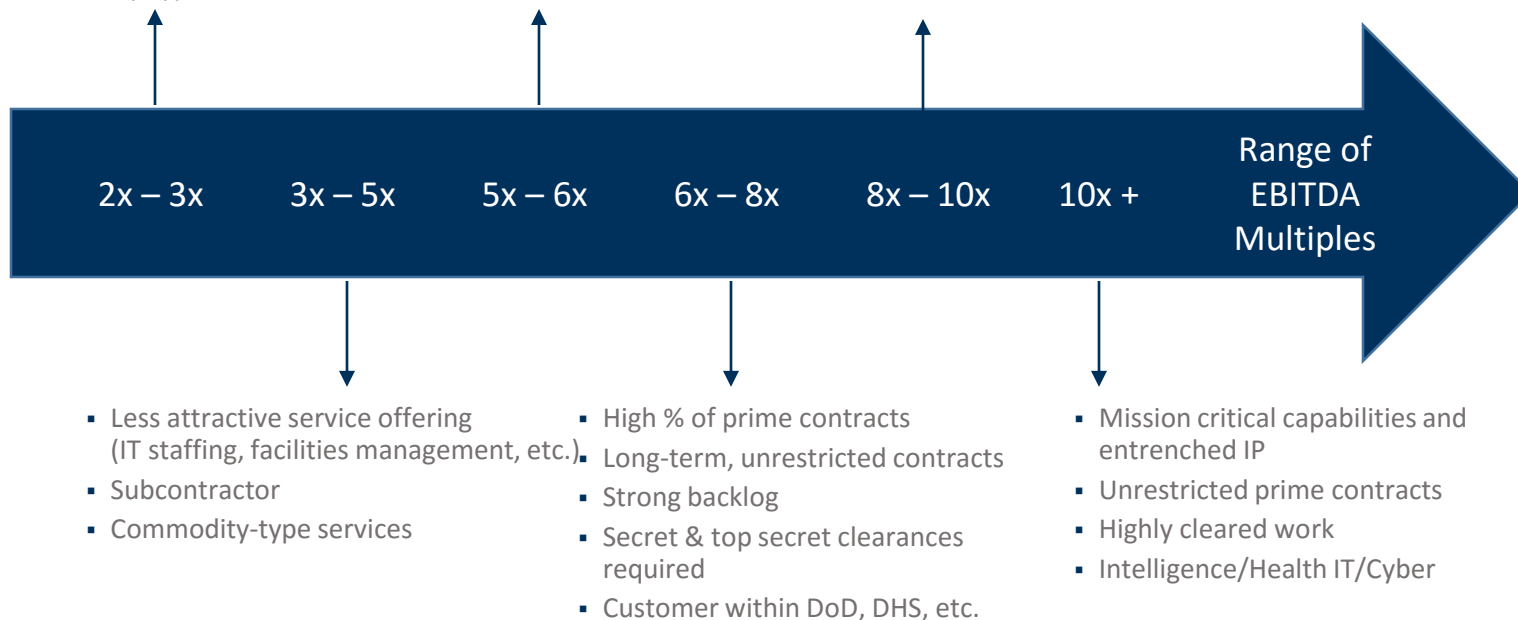 2x – 3x
3x – 5x
5x – 6x
6x – 8x
8x – 10x
10x +
Range of
EBITDA
Multiples
▪ Less attractive service offering
(IT staffing, facilities management, etc.)
▪ Subcontractor
▪ Commodity-type services
▪ High % of prime contracts
▪ Long-term, unrestricted contracts
▪ Strong backlog
▪ Secret & top secret clearances
required
▪ Customer within DoD, DHS, etc.
▪ Mission critical capabilities and
entrenched IP
▪ Unrestricted prime contracts
▪ Highly cleared work
▪ Intelligence/Health IT/Cyber